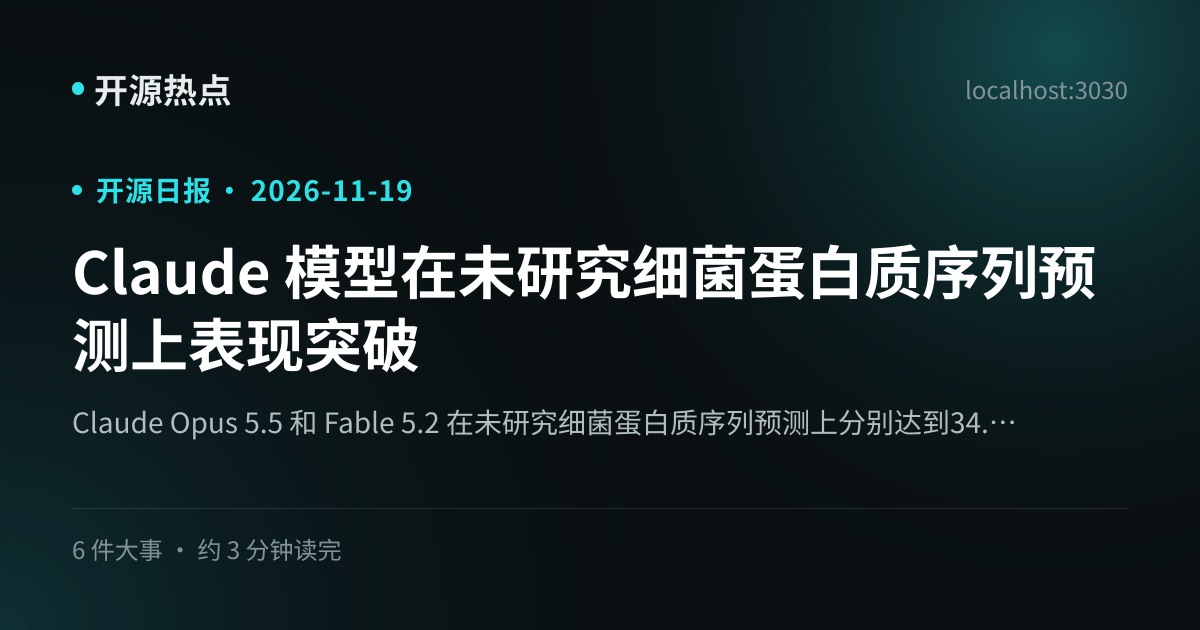 开源热点
localhost:3030
开源日报 · 2026-11-19
Claude 模型在未研究细菌蛋白质序列预
测上表现突破
Claude Opus 5.5 和 Fable 5.2 在未研究细菌蛋白质序列预测上分别达到34.…
6 件大事 · 约 3 分钟读完